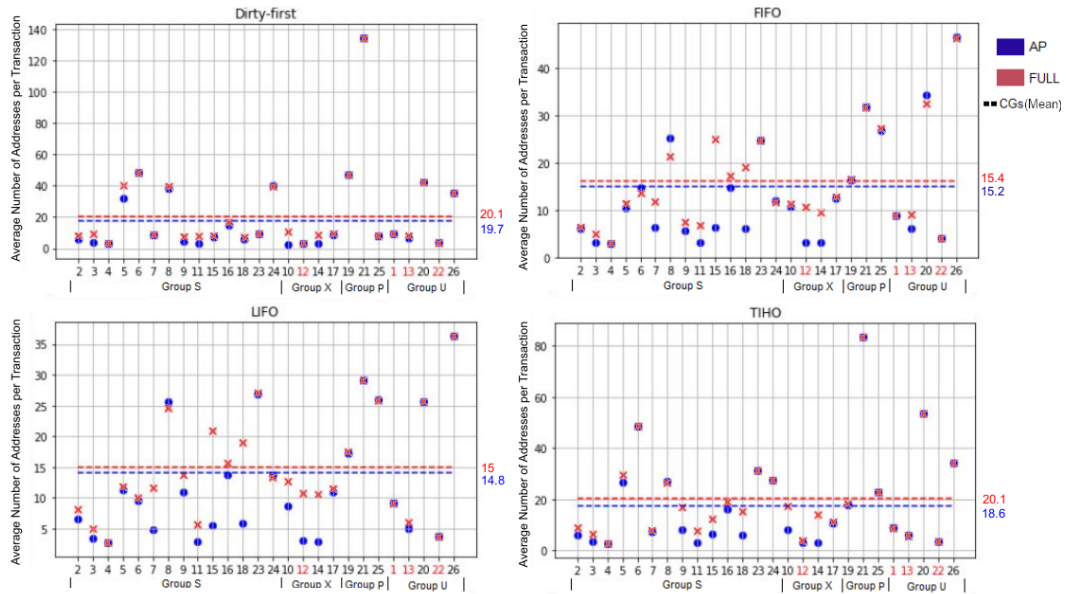 Dirty-first
Average Number of Addresses per Transaction
140
120
100
80
60
40
20
0
20.1
19.7
2 3 4 5 6 7 8 9 11 15 16 18 23 24 10 12 14 17 19 21 25 1 13 20 22 26
Group S Group X Group P Group U
FIFO
Average Number of Addresses per Transaction
40
30
20
10
0
15.4
15.2
2 3 4 5 6 7 8 9 11 15 16 18 23 24 10 12 14 17 19 21 25 1 13 20 22 26
Group S Group X Group P Group U
AP
FULL
CGs(Mean)
LIFO
Average Number of Addresses per Transaction
35
30
25
20
15
10
5
15
14.8
2 3 4 5 6 7 8 9 11 15 16 18 23 24 10 12 14 17 19 21 25 1 13 20 22 26
Group S Group X Group P Group U
TIHO
Average Number of Addresses per Transaction
80
60
40
20
0
20.1
18.6
2 3 4 5 6 7 8 9 11 15 16 18 23 24 10 12 14 17 19 21 25 1 13 20 22 26
Group S Group X Group P Group U